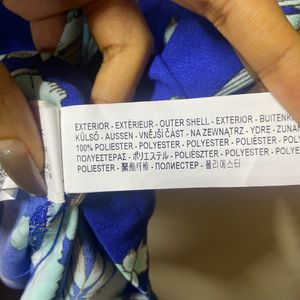 EXTERIOR - EXTÉRIEUR - OUTER SHELL - EXTERIOR - BUITENK
KÜLSŐ - AUSSEN - VNĚJŠÍ ČÁST - NA ZEWNĄTRZ - YDRE - ZUNA
100% POLIESTER - POLYESTER - POLYESTER - POLIÉSTER - POLYEST
ΠΟΛΥΕΣΤΕΡΑΣ - ポリエステル - POLIÉSZTER - POLYESTER - POLYE
POLIESTER - 聚酯纤维 - ПОЛИЭСТЕР - 폴리에스터